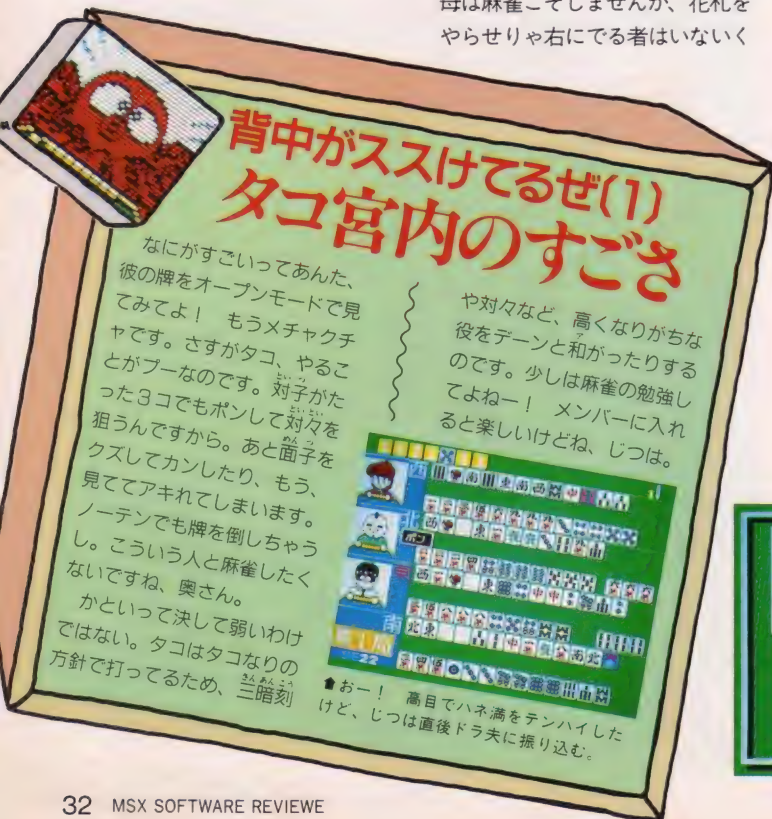 母は麻雀こそしませんが、花札を
やらせりゃ右にでる者はいないく
背中がススけてるぜ(1)
タコ宮内のすごさ
なにがすごいってあんた、
彼の牌をオープンモードで見
てみてよ！　もうメチャクチ
ャです。さすがタコ、やるこ
とがプーなのです。対子がた
った3コでもポンして対々を
狙うんですから。あと面子を
クズしてカンしたり、もう、
見ててアキれてしまいます。
ノーテンでも牌を倒しちゃう
し。こういう人と麻雀したく
ないですね、奥さん。
かといって決して弱いわけ
ではない。タコはタコなりの
方針で打ってるため、三暗刻
や対々など、高くなりがちな
役をデーンと和がったりする
のです。少しは麻雀の勉強し
てよねー！　メンバーに入れ
ると楽しいけどね、じつは。
ポン
南
22
⬆おー！　高目でハネ満をテンパイした
けど、じつは直後ドラ夫に振り込む。
32 MSX SOFTWARE REVIEWE